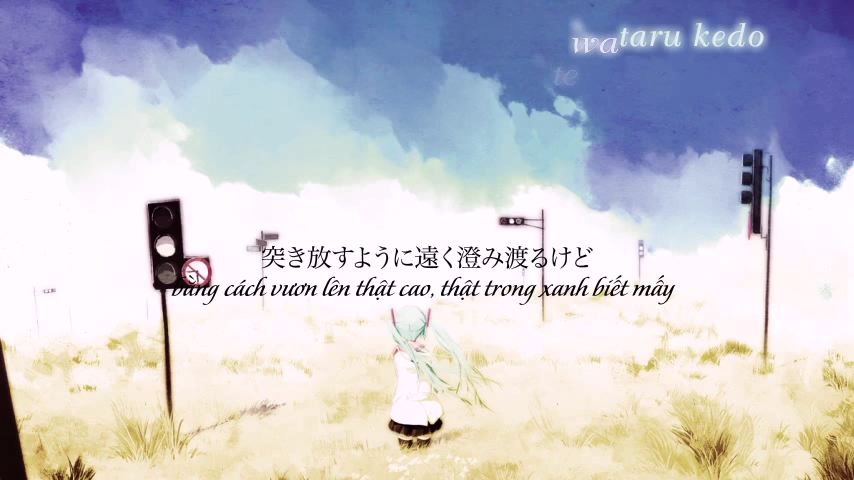 wataru kedo
te
突き放すように遠く澄み渡るけど
bằng cách vươn lên thật cao, thật trong xanh biết mấy